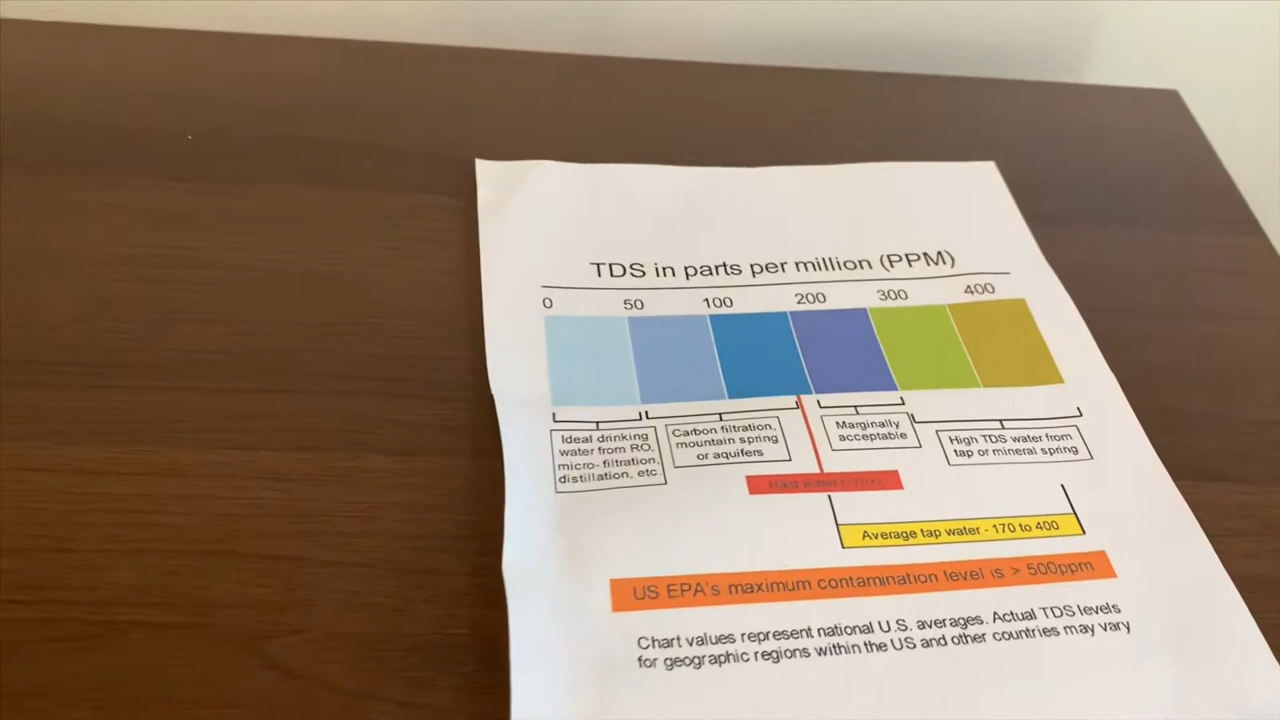 TDS in parts per million (PPM)
0 50 100 200 300 400
Ideal drinking
water from RO,
micro-filtration,
distillation, etc.
Carbon filtration,
mountain spring
or aquifers
Marginally
acceptable
High TDS water from
tap or mineral spring
Hard water
Average tap water - 170 to 400
US EPA's maximum contamination level is > 500ppm
Chart values represent national U.S. averages. Actual TDS levels
for geographic regions within the US and other countries may vary